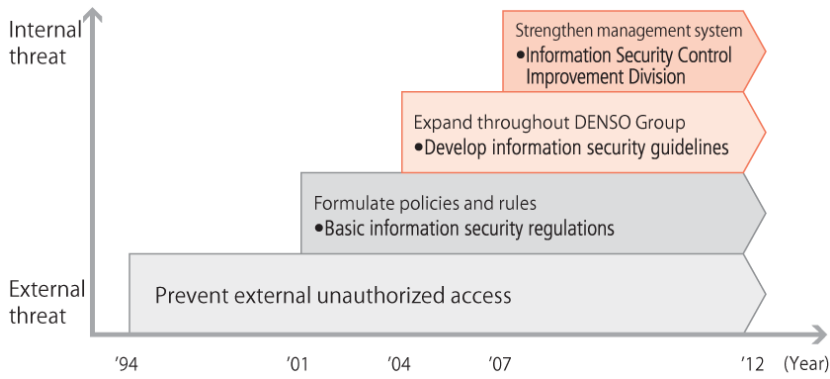 Internal
threat
Strengthen management system
●Information Security Control
Improvement Division
Expand throughout DENSO Group
●Develop information security guidelines
Formulate policies and rules
●Basic information security regulations
External
threat
Prevent external unauthorized access
’94 ’01 ’04 ’07 ’12 (Year)